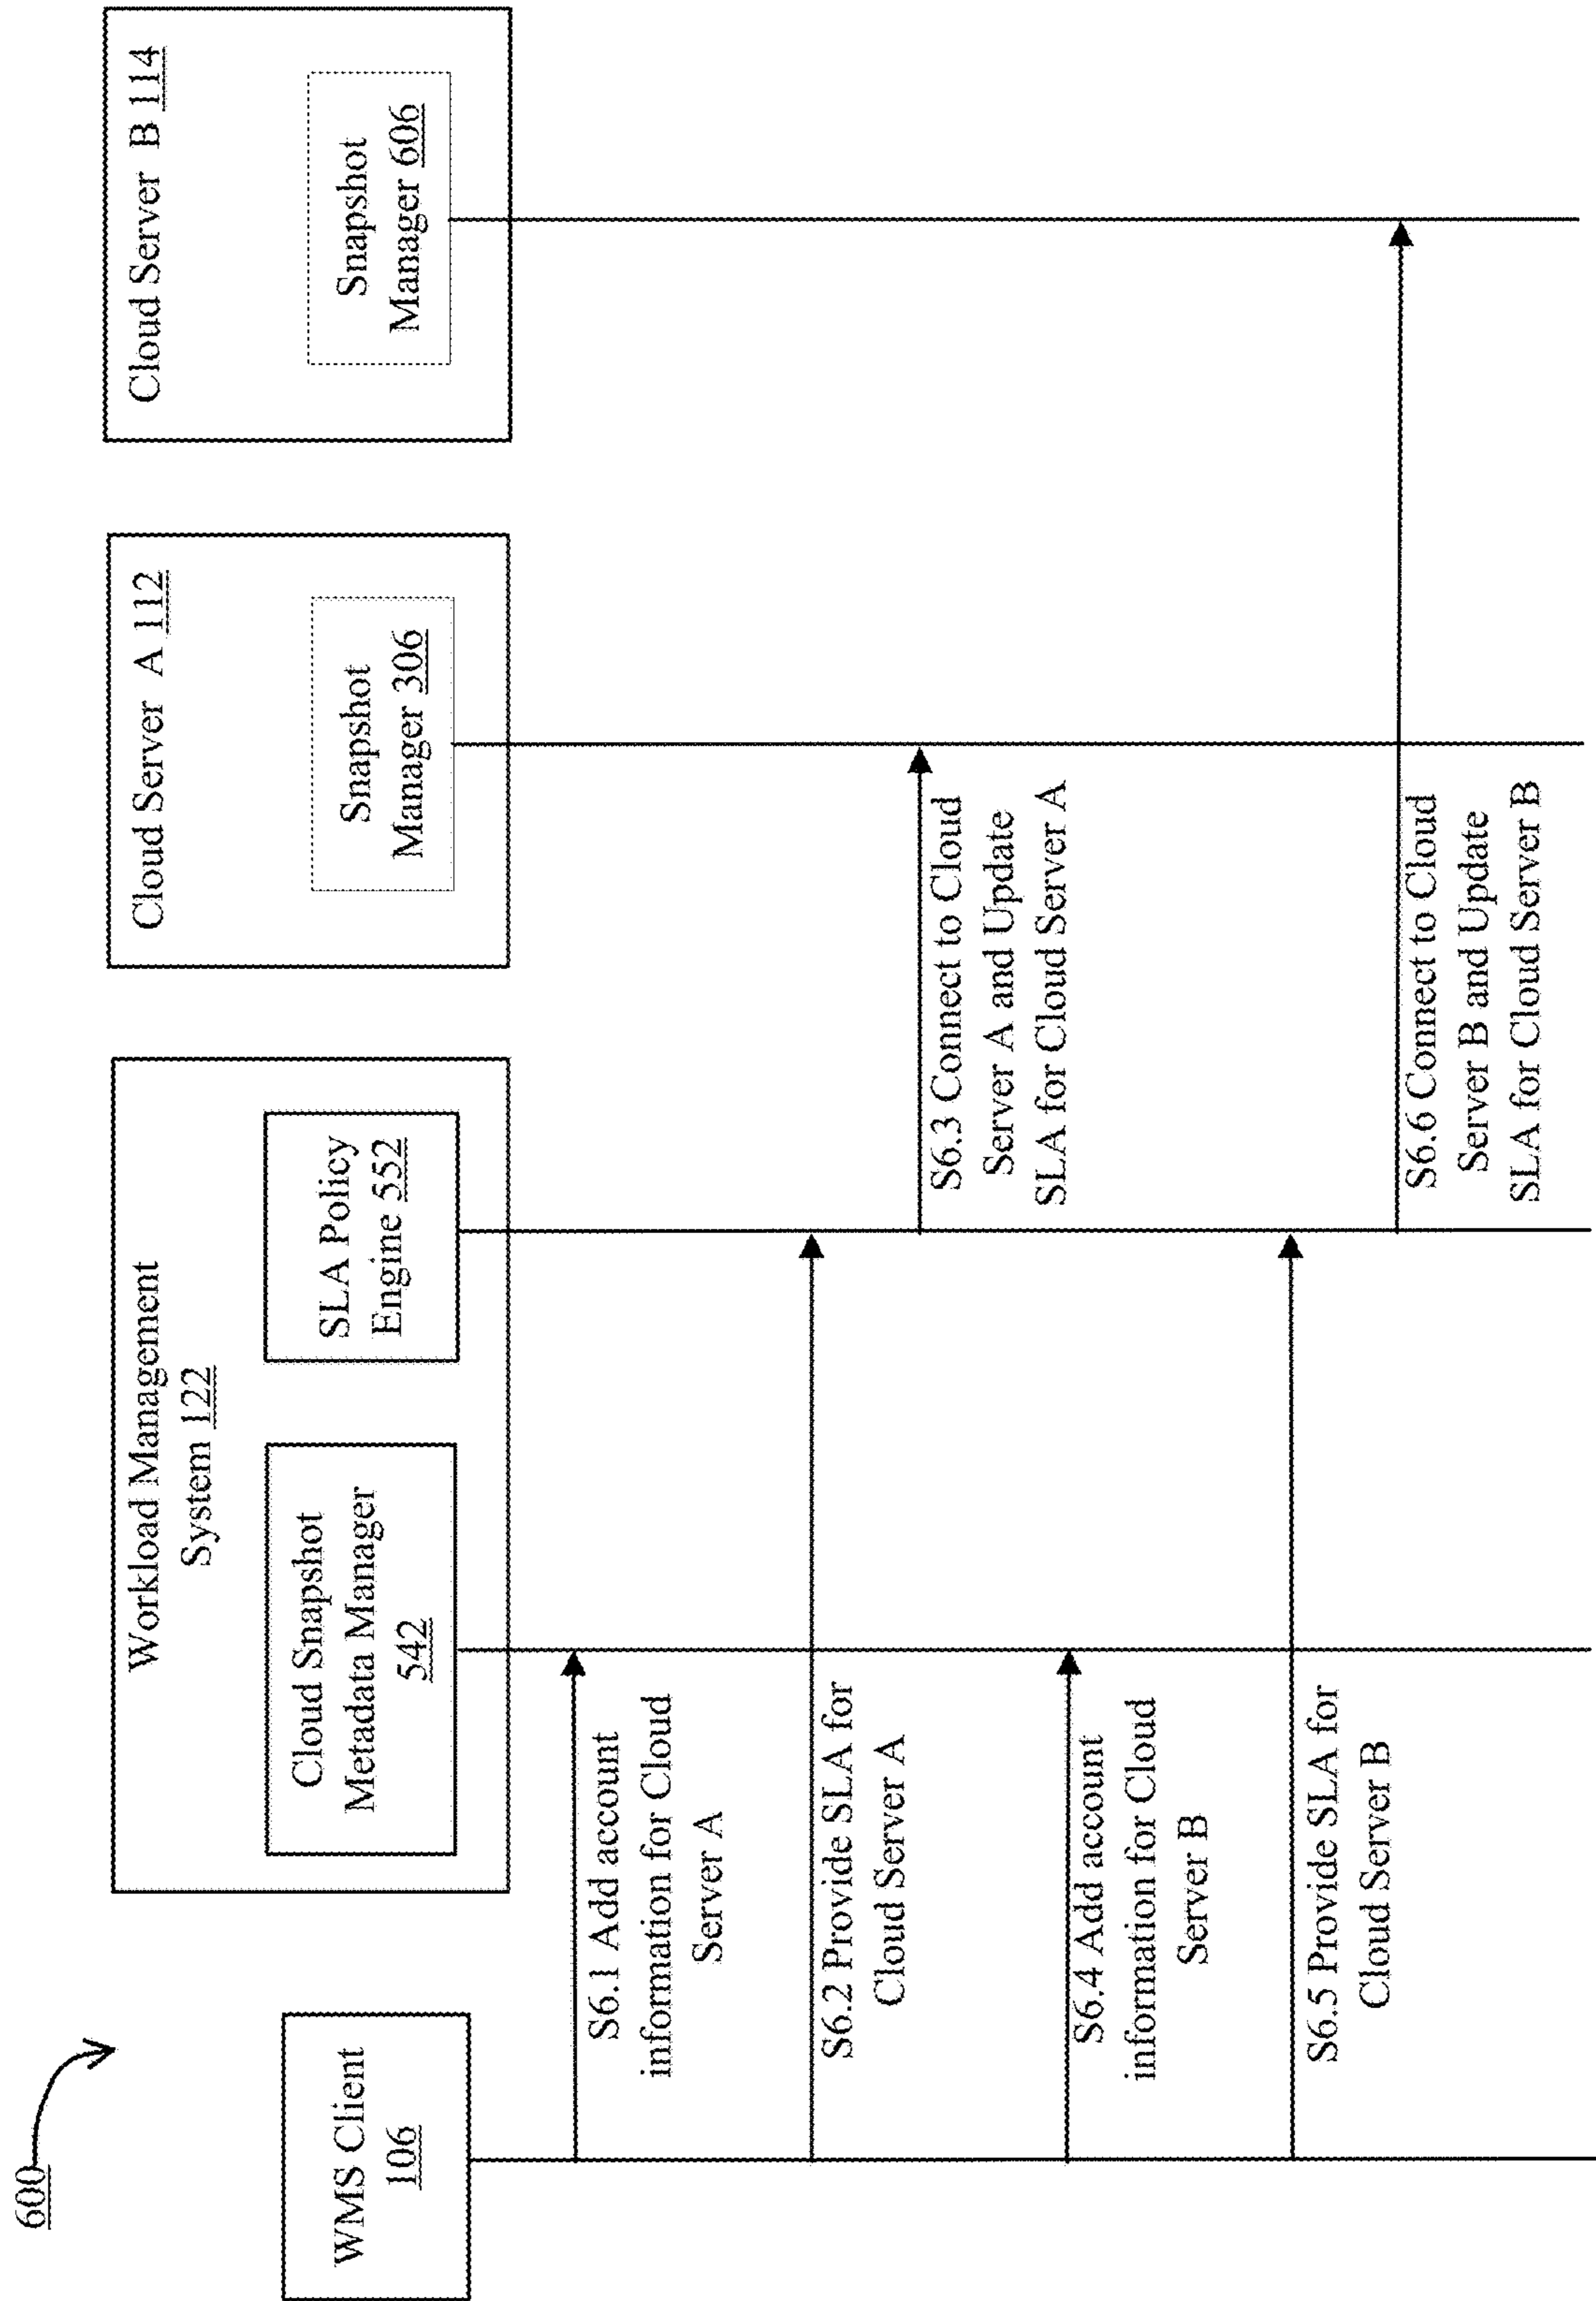 600
WMS Client
106
Workload Management
System 122
Cloud Snapshot
Metadata Manager
542
SLA Policy
Engine 552
Cloud Server A 112
Snapshot
Manager 306
Cloud Server B 114
Snapshot
Manager 606
S6.1 Add account
information for Cloud
Server A
S6.2 Provide SLA for
Cloud Server A
S6.3 Connect to Cloud
Server A and Update
SLA for Cloud Server A
S6.4 Add account
information for Cloud
Server B
S6.5 Provide SLA for
Cloud Server B
S6.6 Connect to Cloud
Server B and Update
SLA for Cloud Server B